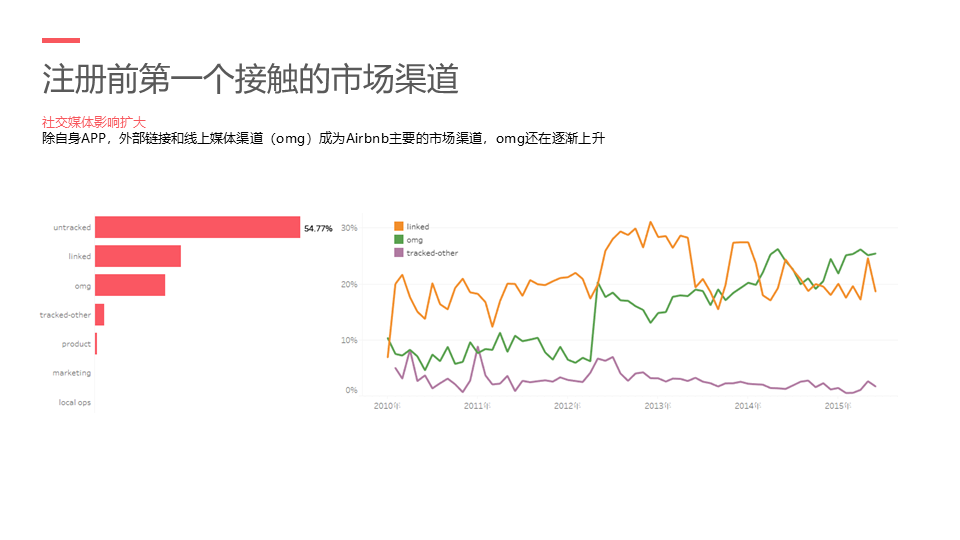 注册前第一个接触的市场渠道
社交媒体影响扩大
除自身APP，外部链接和线上媒体渠道（omg）成为Airbnb主要的市场渠道，omg还在逐渐上升
untracked
54.77%
linked
omg
tracked-other
product
marketing
local ops
30%
20%
10%
0%
linked
omg
tracked-other
2010年
2011年
2012年
2013年
2014年
2015年